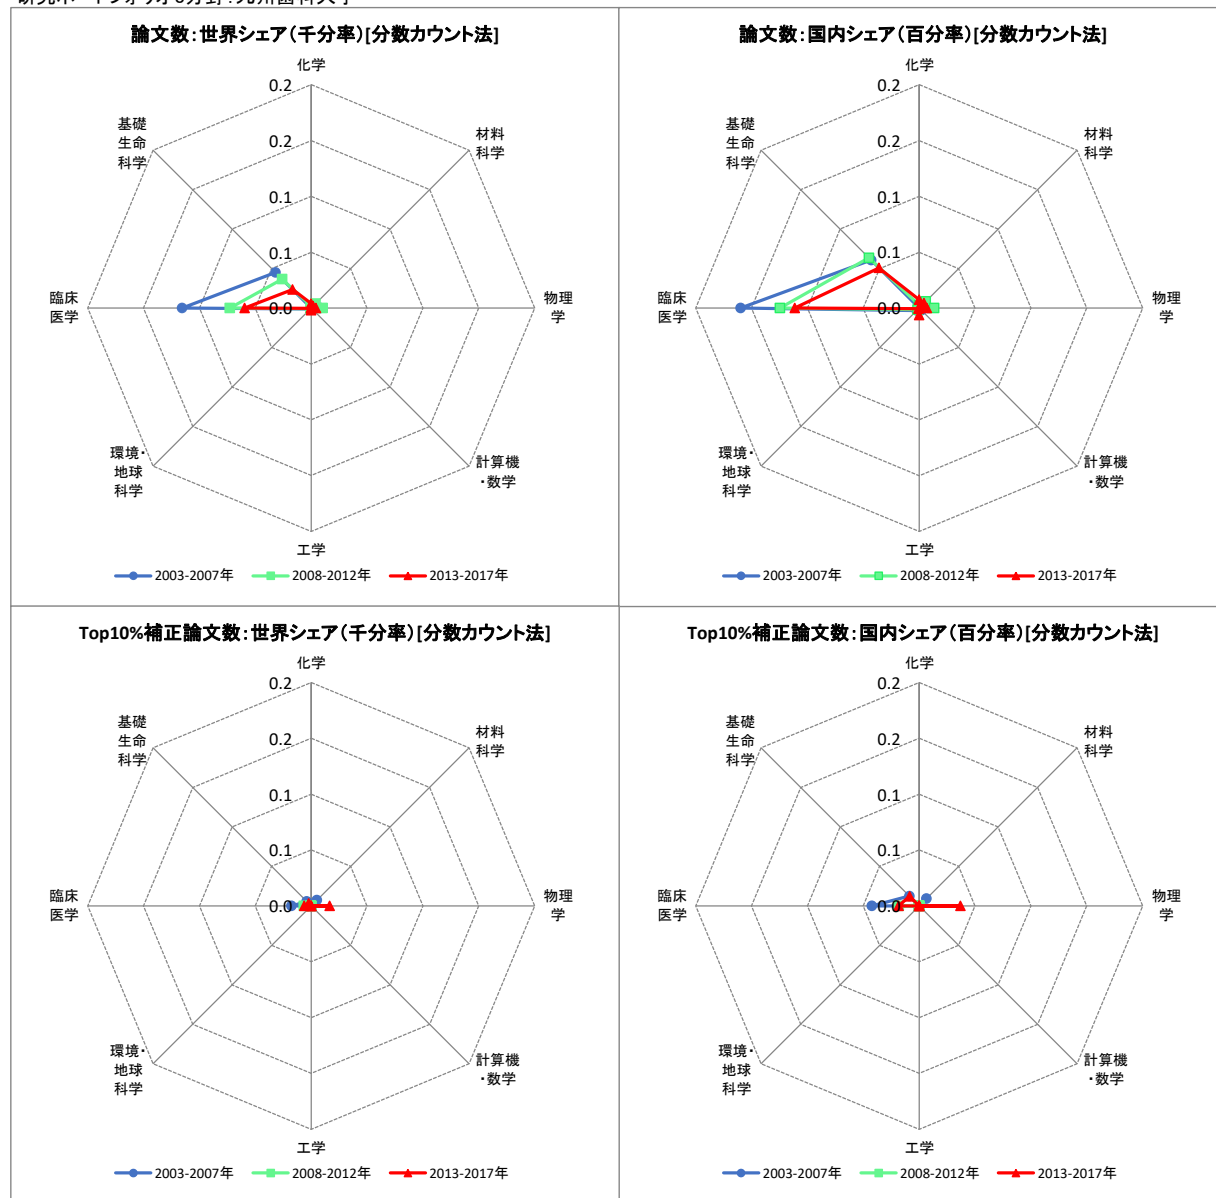 論文数：世界シェア（千分率）[分数カウント法]
化学
0.2
0.2
0.1
0.1
0.0
材料
科学
物理
学
計算機
・数学
工学
環境・
地球
科学
臨床
医学
基礎
生命
科学
2003-2007年 2008-2012年 2013-2017年
論文数：国内シェア（百分率）[分数カウント法]
化学
0.2
0.2
0.1
0.1
0.0
材料
科学
物理
学
計算機
・数学
工学
環境・
地球
科学
臨床
医学
基礎
生命
科学
2003-2007年 2008-2012年 2013-2017年
Top10%補正論文数：世界シェア（千分率）[分数カウント法]
化学
0.2
0.2
0.1
0.1
0.0
材料
科学
物理
学
計算機
・数学
工学
環境・
地球
科学
臨床
医学
基礎
生命
科学
2003-2007年 2008-2012年 2013-2017年
Top10%補正論文数：国内シェア（百分率）[分数カウント法]
化学
0.2
0.2
0.1
0.1
0.0
材料
科学
物理
学
計算機
・数学
工学
環境・
地球
科学
臨床
医学
基礎
生命
科学
2003-2007年 2008-2012年 2013-2017年